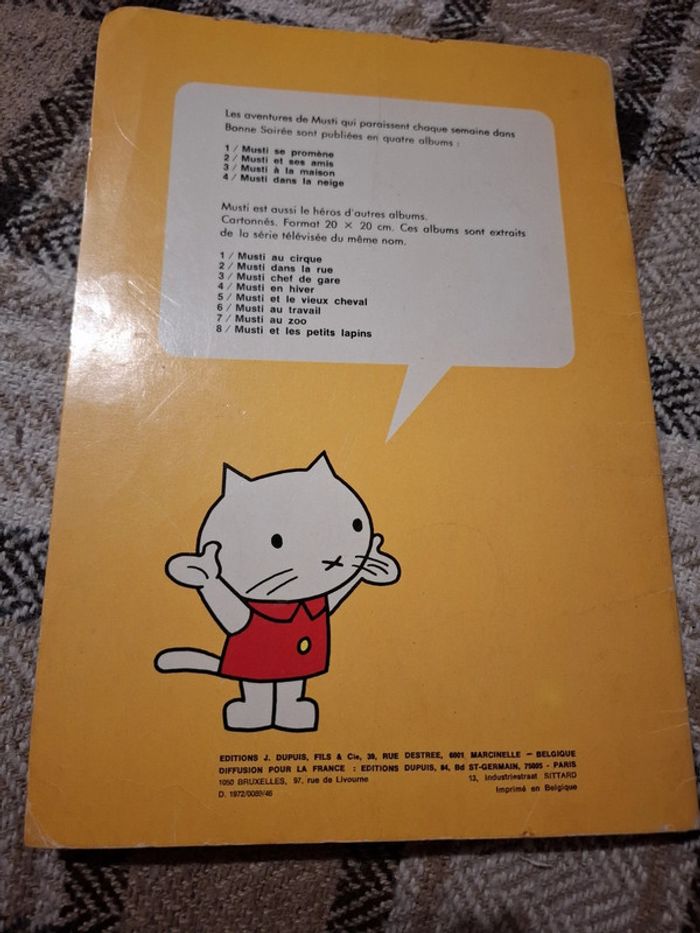 Les aventures de Musti qui paraissent chaque semaine dans
Bonne Soirée sont publiées en quatre albums :
1 / Musti se promène
2 / Musti et ses amis
3 / Musti à la maison
4 / Musti dans la neige
Musti est aussi le héros d'autres albums.
Cartonnés. Format 20 × 20 cm. Ces albums sont extraits
de la série télévisée du même nom.
1 / Musti au cirque
2 / Musti dans la rue
3 / Musti chef de gare
4 / Musti en hiver
5 / Musti et le vieux cheval
6 / Musti au travail
7 / Musti au zoo
8 / Musti et les petits lapins
EDITIONS J. DUPUIS, FILS & Cie, 39, RUE DESTREE, 6001 MARCINELLE - BELGIQUE
DIFFUSION POUR LA FRANCE : EDITIONS DUPUIS, 84, Bd ST-GERMAIN, 75005 - PARIS
1050 BRUXELLES, 97, rue de Livourne 13, Industriestraat SITTARD
D. 1972/0089/46 Imprimé en Belgique